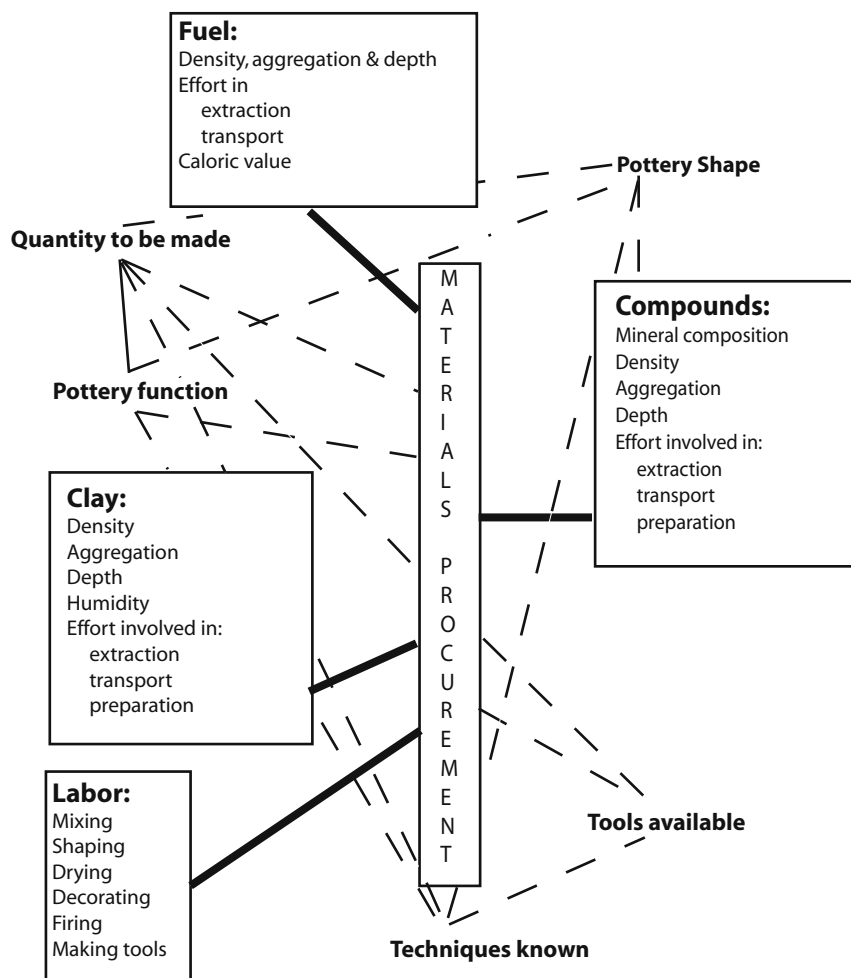 Fuel:
Density, aggregation & depth
Effort in
extraction
transport
Caloric value
Pottery Shape
Quantity to be made
MATERIALS PROCUREMENT
Compounds:
Mineral composition
Density
Aggregation
Depth
Effort involved in:
extraction
transport
preparation
Pottery function
Clay:
Density
Aggregation
Depth
Humidity
Effort involved in:
extraction
transport
preparation
Labor:
Mixing
Shaping
Drying
Decorating
Firing
Making tools
Tools available
Techniques known